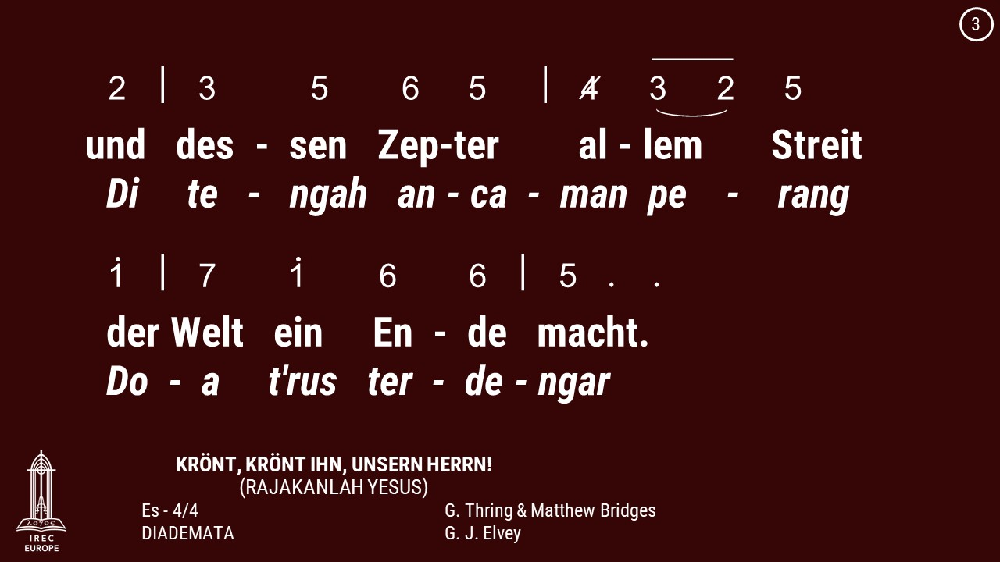 3
2 | 3 5 6 5 | 4̸ 3 2 5
und des - sen Zep-ter al - lem Streit
Di te - ngah an - ca - man pe - rang
1̇ | 7 1̇ 6 6 | 5 . .
der Welt ein En - de macht.
Do - a t'rus ter - de - ngar
KRÖNT, KRÖNT IHN, UNSERN HERRN!
(RAJAKANLAH YESUS)
Es - 4/4 G. Thring & Matthew Bridges
DIADEMATA G. J. Elvey
λογος
IREC
EUROPE